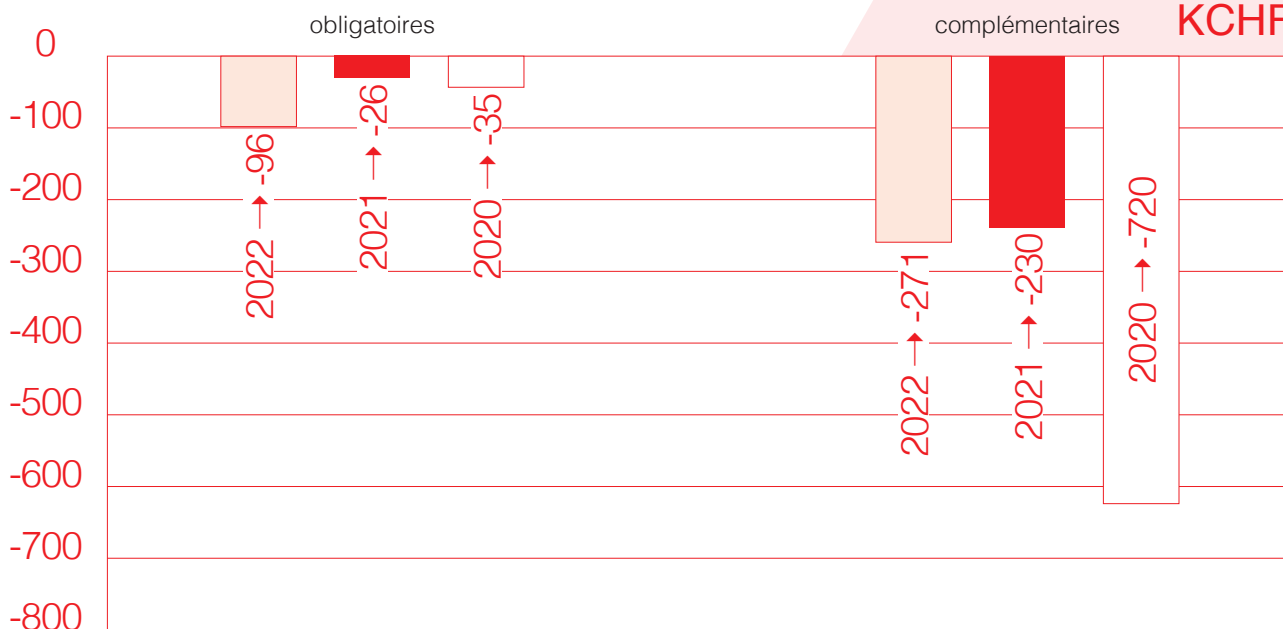 obligatoires
complémentaires
KCHF
0
-100
-200
-300
-400
-500
-600
-700
-800
2022 → -96
2021 → -26
2020 → -35
2022 → -271
2021 → -230
2020 → -720